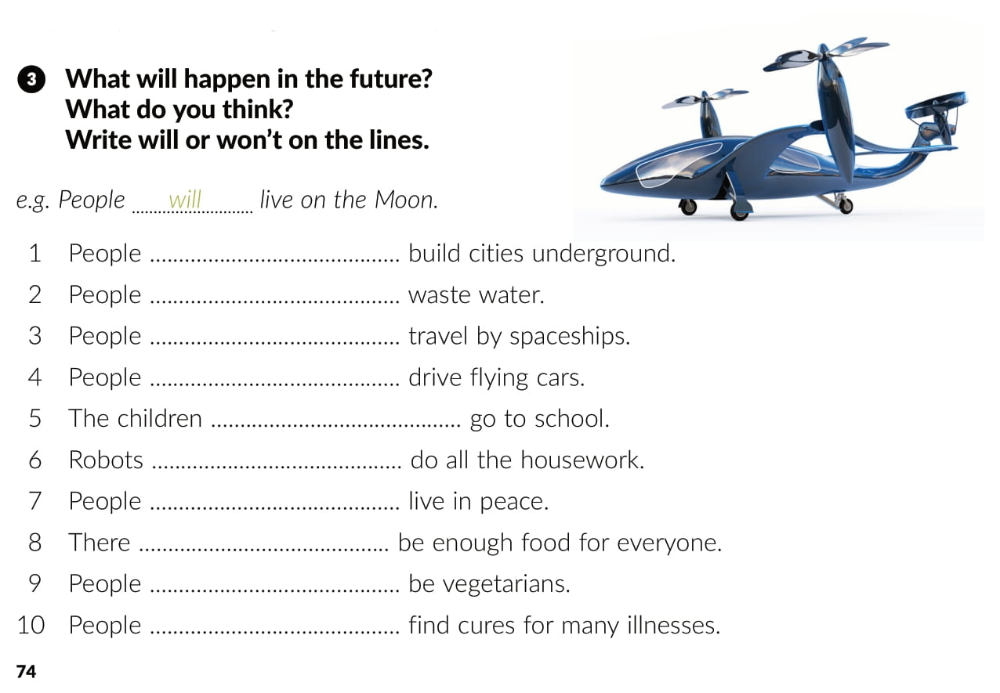 3 What will happen in the future?
What do you think?
Write will or won't on the lines.
e.g. People will live on the Moon.
1 People ........................................... build cities underground.
2 People ........................................... waste water.
3 People ........................................... travel by spaceships.
4 People ........................................... drive flying cars.
5 The children ........................................... go to school.
6 Robots ........................................... do all the housework.
7 People ........................................... live in peace.
8 There ........................................... be enough food for everyone.
9 People ........................................... be vegetarians.
10 People ........................................... find cures for many illnesses.
74